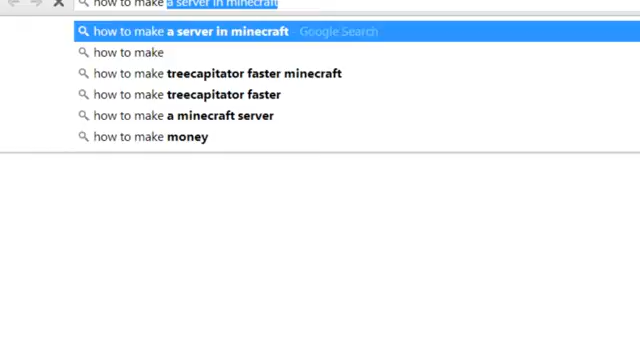 how to make a server in minecraft
how to make a server in minecraft - Google Search
how to make
how to make treecapitator faster minecraft
how to make treecapitator faster
how to make a minecraft server
how to make money